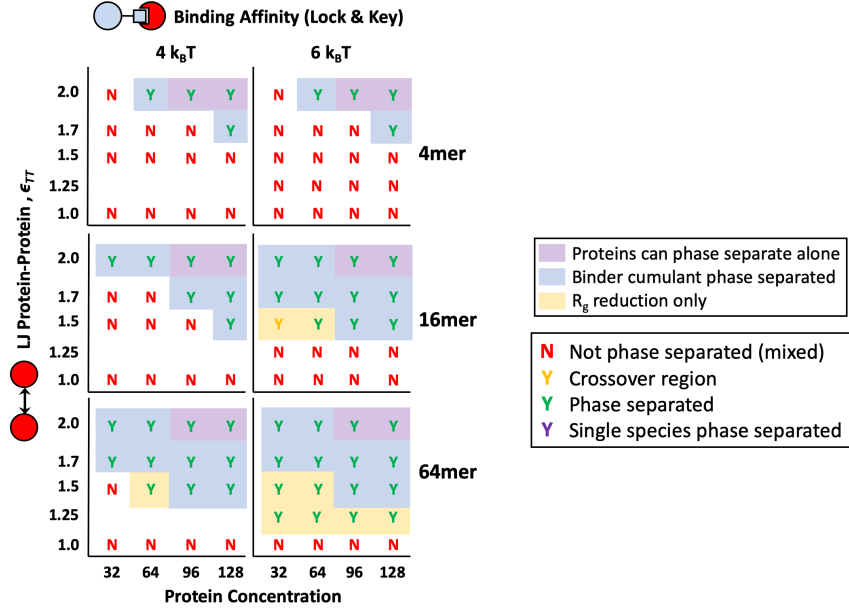 Binding Affinity (Lock & Key)
4 kBT 6 kBT
2.0 N Y Y Y N Y Y Y
1.7 N N N Y N N N Y
1.5 N N N N N N N N
4mer
1.25 N N N N
1.0 N N N N N N N N
2.0 Y Y Y Y Y Y Y Y
1.7 N N Y Y Y Y Y Y
1.5 N N N Y Y Y Y Y
16mer
1.25 N N N N
1.0 N N N N N N N N
2.0 Y Y Y Y Y Y Y Y
1.7 Y Y Y Y Y Y Y Y
64mer
1.5 N Y Y Y Y Y Y Y
1.25 Y Y Y Y
1.0 N N N N N N N N
32 64 96 128 32 64 96 128
Protein Concentration
LJ Protein-Protein , ϵTT
Proteins can phase separate alone
Binder cumulant phase separated
Rg reduction only
N Not phase separated (mixed)
Y Crossover region
Y Phase separated
Y Single species phase separated